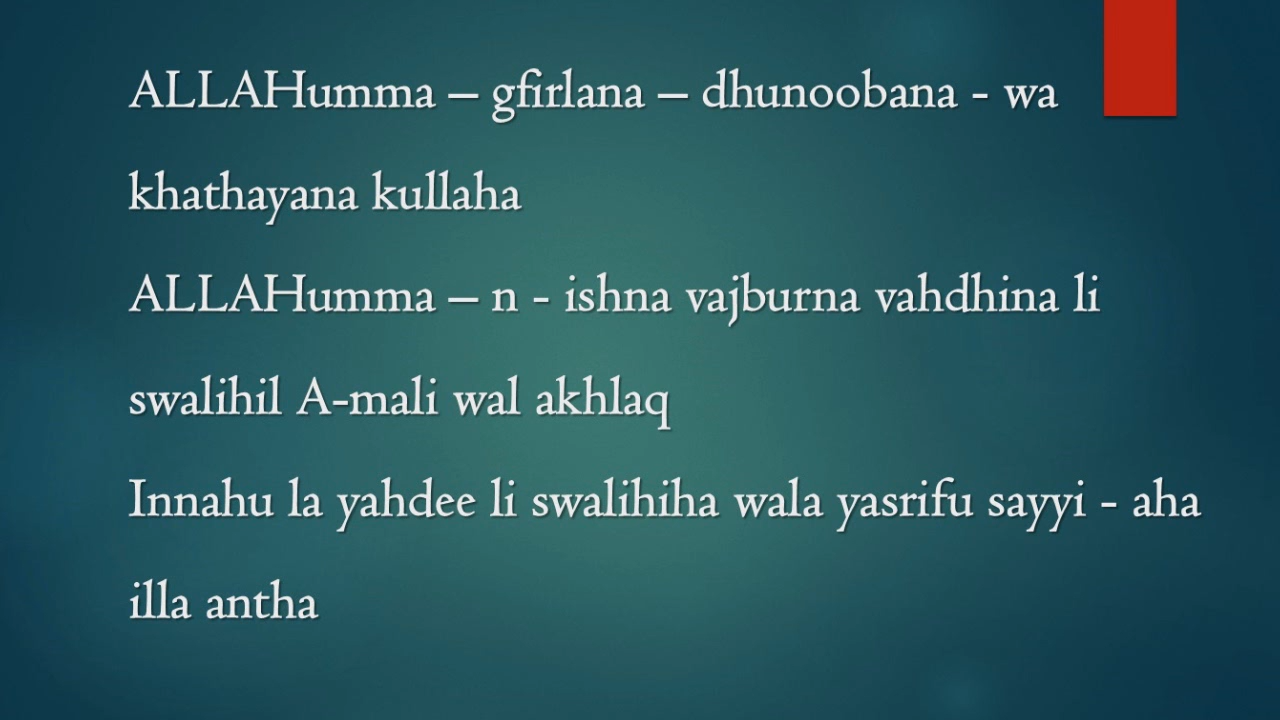 ALLAHumma – gfirlana – dhunoobana - wa
khathayana kullaha
ALLAHumma – n - ishna vajburna vahdhina li
swalihil A-mali wal akhlaq
Innahu la yahdee li swalihiha wala yasrifu sayyi - aha
illa antha